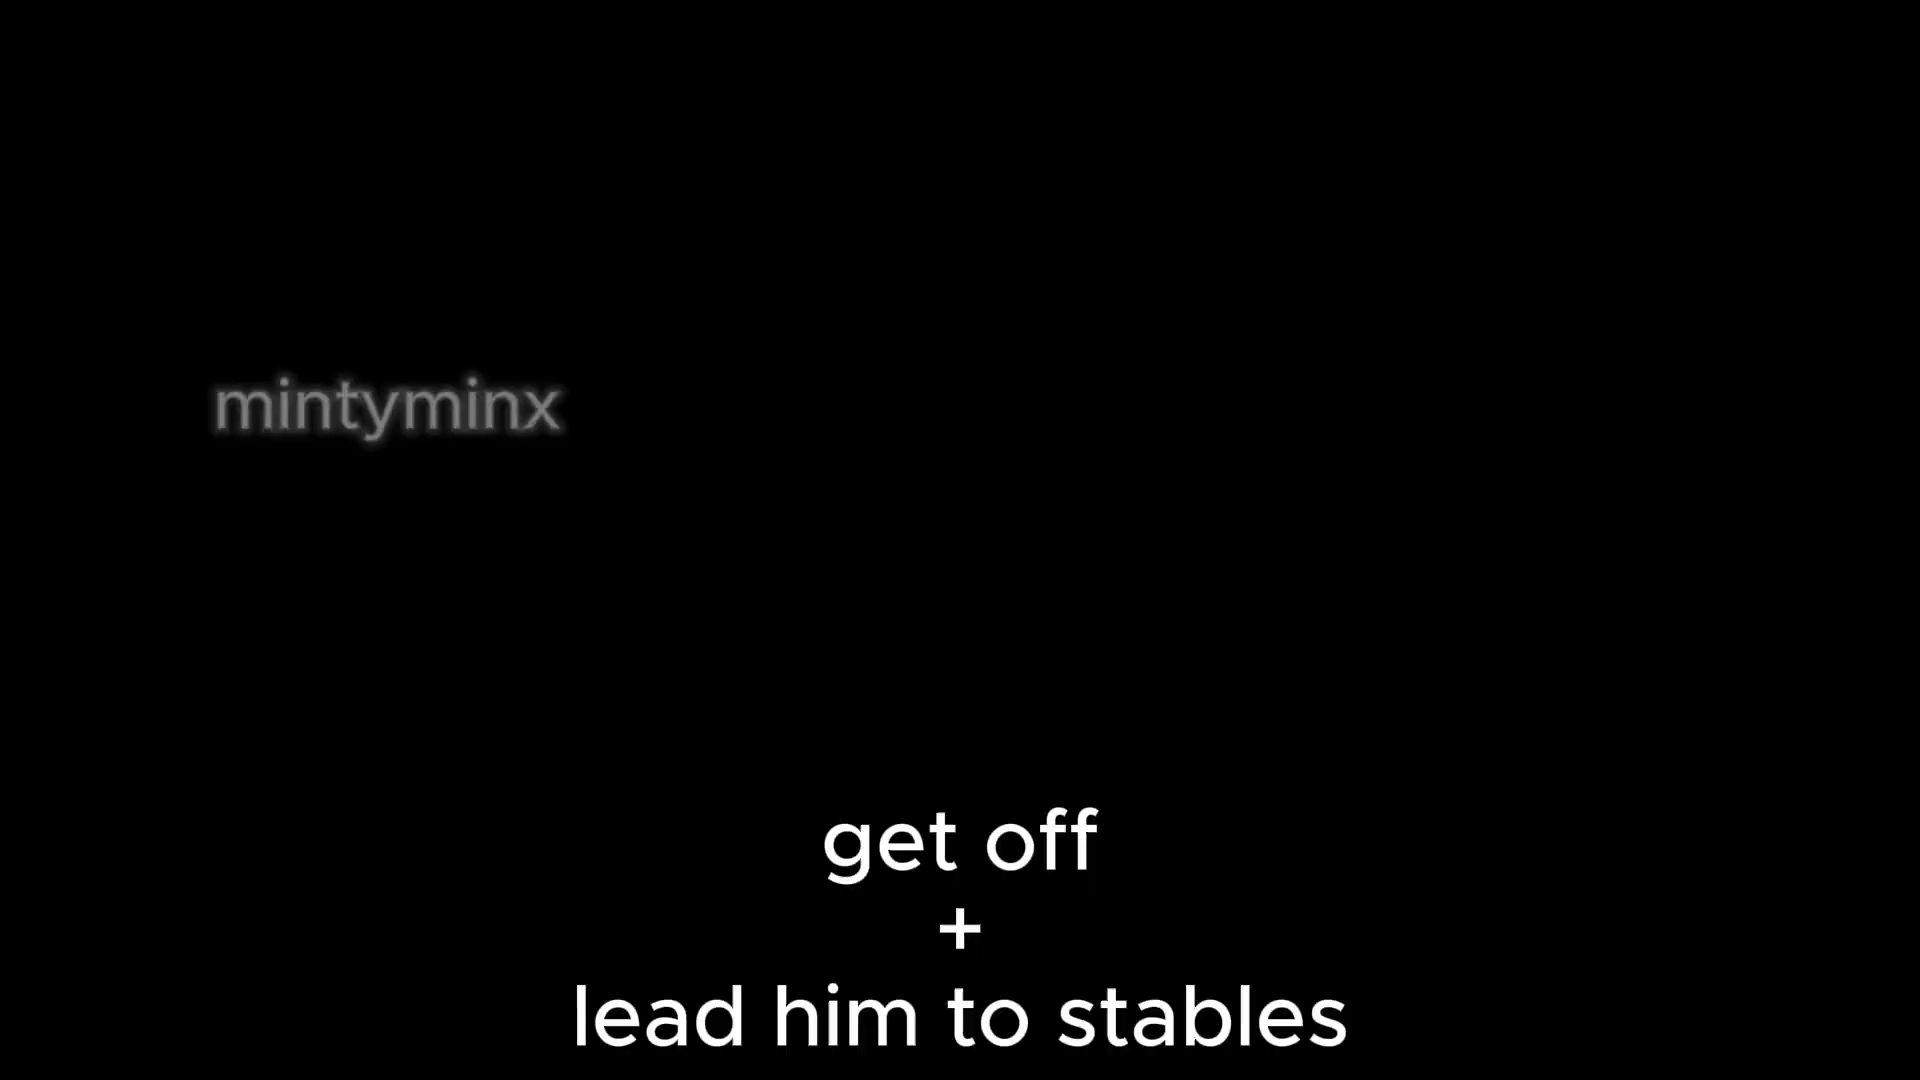 mintyminx
get off
+
lead him to stables